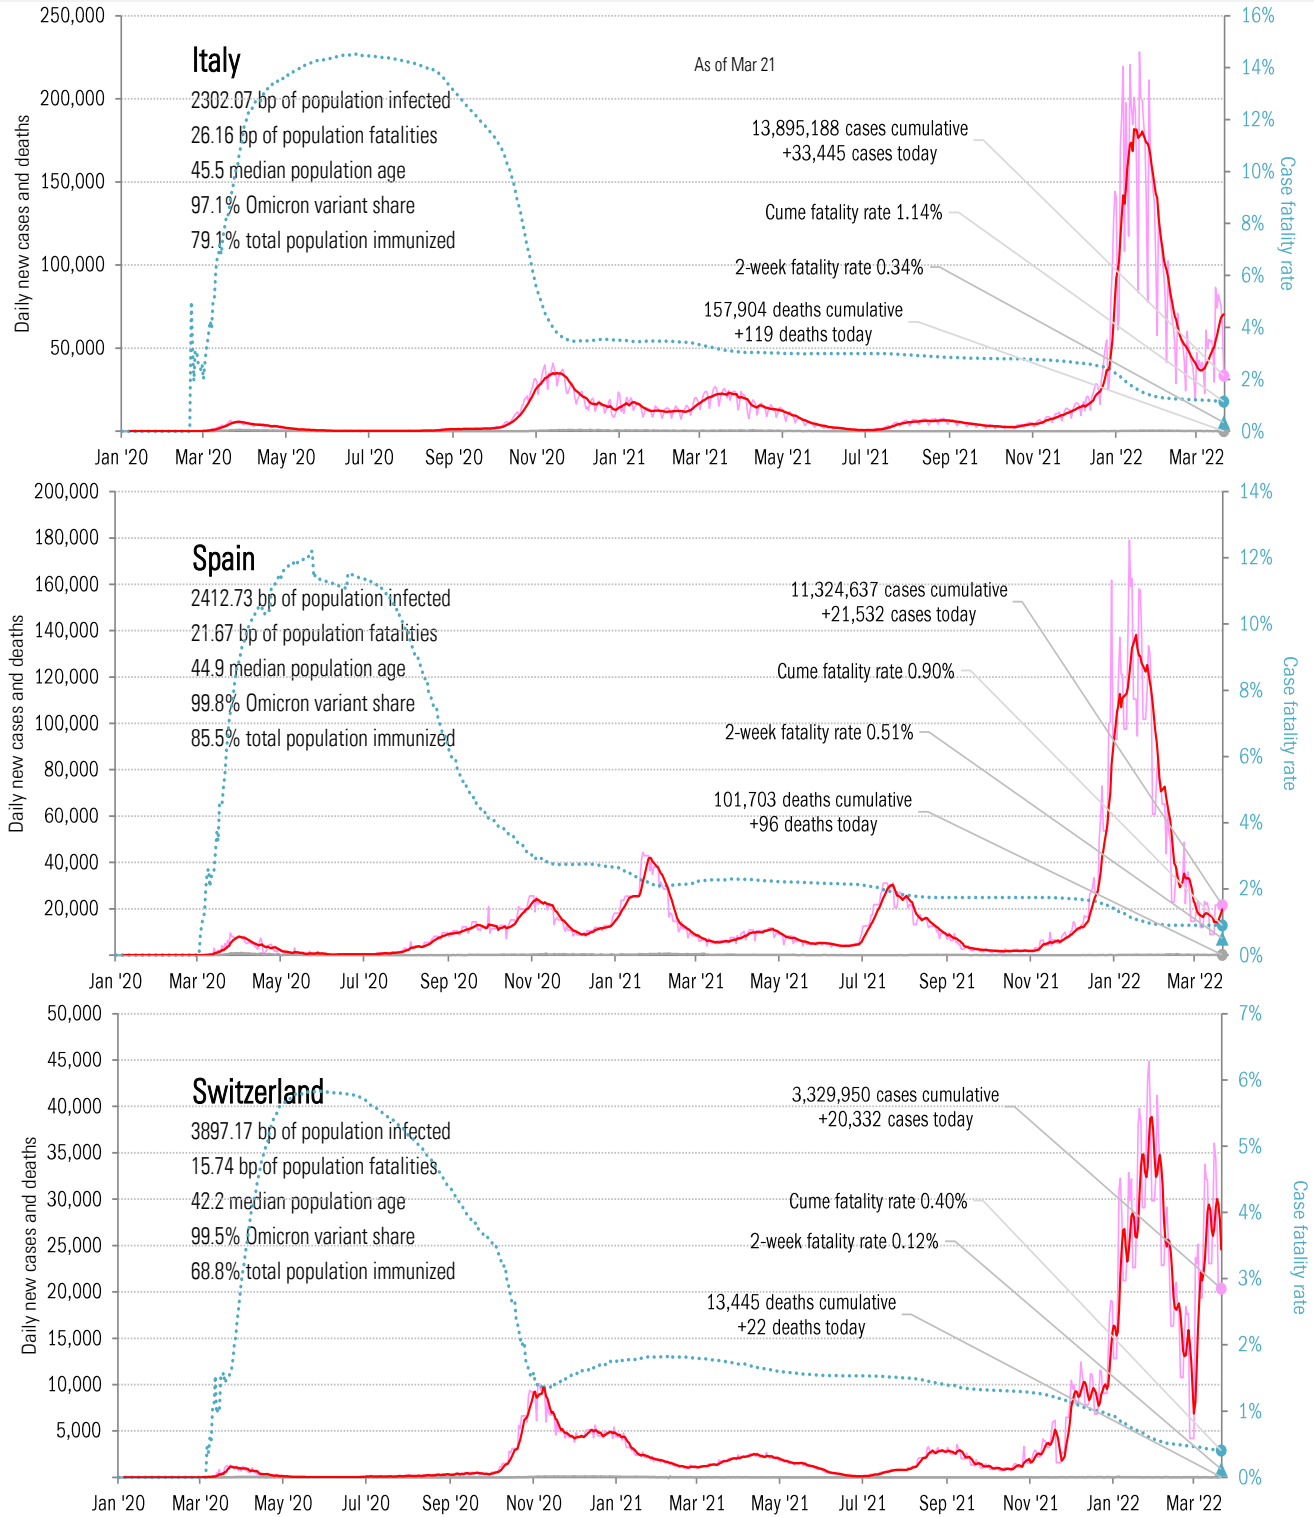 250,000
16%
Italy
As of Mar 21
14%
2302.07 bp of population infected
200,000
13,895,188 cases cumulative
12%
26.16 bp of population fatalities
+33,445 cases today
45.5 median population age
150,000
10%
97.1% Omicron variant share
Cume fatality rate 1.14%
8%
79.1% total population immunized
100,000
2-week fatality rate 0.34%
6%
157,904 deaths cumulative
+119 deaths today
4%
50,000
2%
0%
Daily new cases and deaths
Case fatality rate
Jan '20 Mar '20 May '20 Jul '20 Sep '20 Nov '20 Jan '21 Mar '21 May '21 Jul '21 Sep '21 Nov '21 Jan '22 Mar '22
200,000
14%
180,000
Spain
12%
160,000
2412.73 bp of population infected
11,324,637 cases cumulative
+21,532 cases today
140,000
21.67 bp of population fatalities
10%
120,000
44.9 median population age
Cume fatality rate 0.90%
8%
99.8% Omicron variant share
100,000
85.5% total population immunized
2-week fatality rate 0.51%
6%
80,000
101,703 deaths cumulative
+96 deaths today
60,000
4%
40,000
2%
20,000
0%
Daily new cases and deaths
Case fatality rate
Jan '20 Mar '20 May '20 Jul '20 Sep '20 Nov '20 Jan '21 Mar '21 May '21 Jul '21 Sep '21 Nov '21 Jan '22 Mar '22
50,000
7%
45,000
Switzerland
6%
3,329,950 cases cumulative
40,000
+20,332 cases today
3897.17 bp of population infected
35,000
5%
15.74 bp of population fatalities
30,000
42.2 median population age
Cume fatality rate 0.40%
4%
99.5% Omicron variant share
25,000
2-week fatality rate 0.12%
68.8% total population immunized
3%
20,000
13,445 deaths cumulative
+22 deaths today
15,000
2%
10,000
1%
5,000
0%
Daily new cases and deaths
Case fatality rate
Jan '20 Mar '20 May '20 Jul '20 Sep '20 Nov '20 Jan '21 Mar '21 May '21 Jul '21 Sep '21 Nov '21 Jan '22 Mar '22